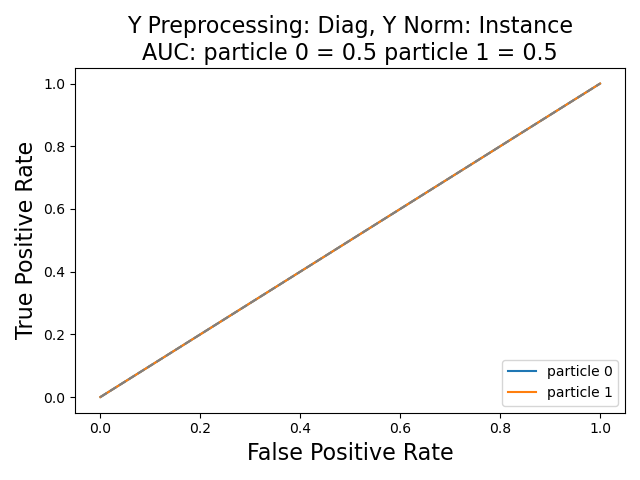 Y Preprocessing: Diag, Y Norm: Instance
AUC: particle 0 = 0.5 particle 1 = 0.5
1.0
0.8
0.6
0.4
0.2
0.0
True Positive Rate
particle 0
particle 1
0.0 0.2 0.4 0.6 0.8 1.0
False Positive Rate